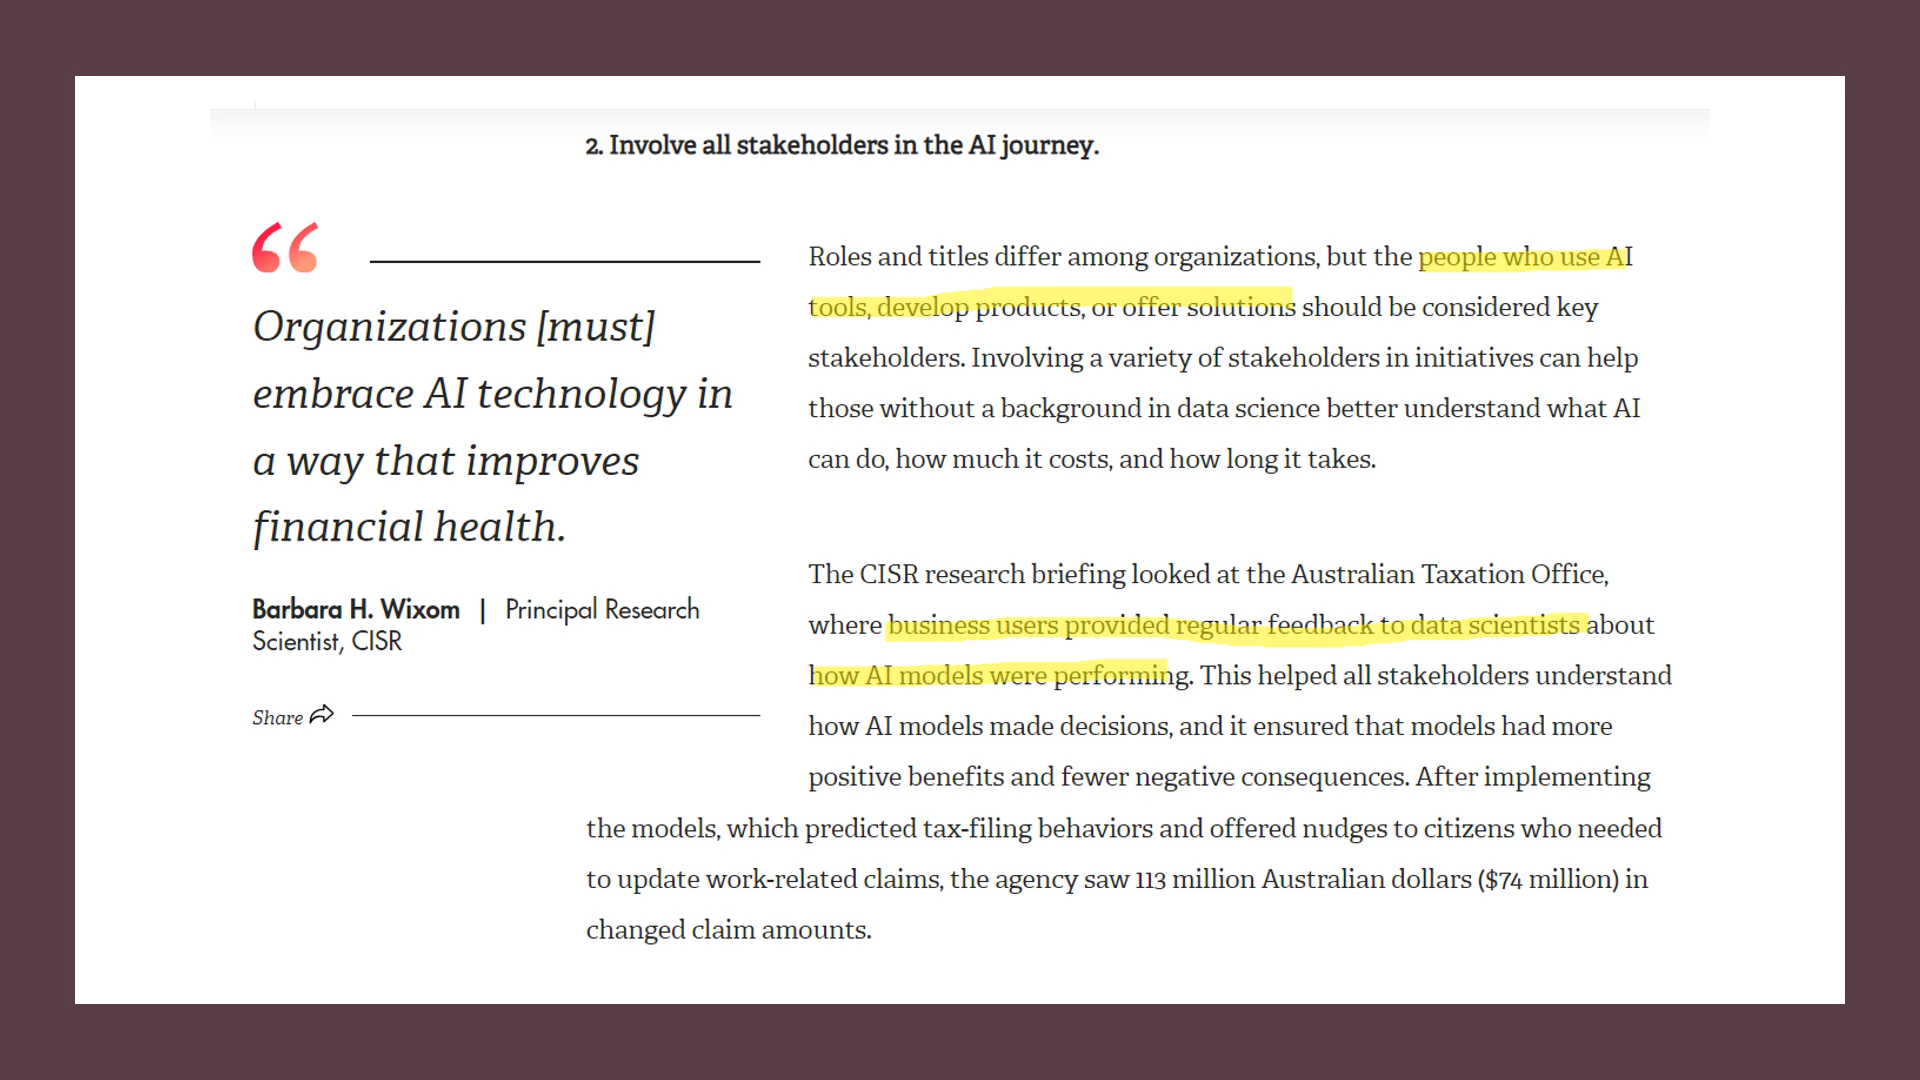 2. Involve all stakeholders in the AI journey.
“
Organizations [must]
embrace AI technology in
a way that improves
financial health.
Barbara H. Wixom | Principal Research
Scientist, CISR
Share
Roles and titles differ among organizations, but the people who use AI
tools, develop products, or offer solutions should be considered key
stakeholders. Involving a variety of stakeholders in initiatives can help
those without a background in data science better understand what AI
can do, how much it costs, and how long it takes.
The CISR research briefing looked at the Australian Taxation Office,
where business users provided regular feedback to data scientists about
how AI models were performing. This helped all stakeholders understand
how AI models made decisions, and it ensured that models had more
positive benefits and fewer negative consequences. After implementing
the models, which predicted tax-filing behaviors and offered nudges to citizens who needed
to update work-related claims, the agency saw 113 million Australian dollars ($74 million) in
changed claim amounts.